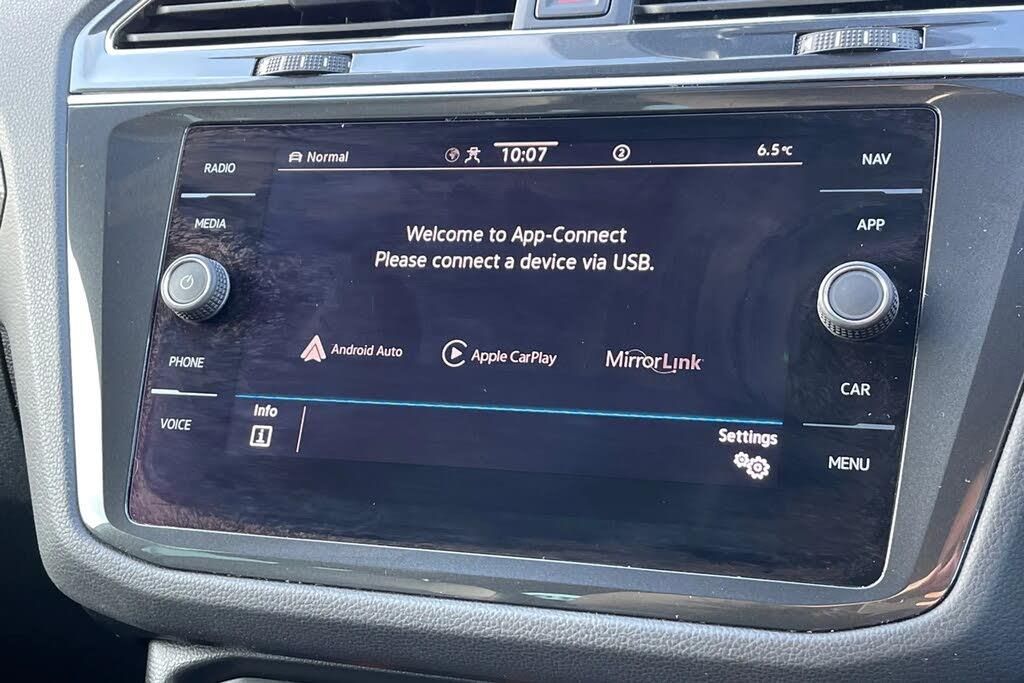 Normal
10:07
2
6.5°C
RADIO
MEDIA
PHONE
VOICE
Welcome to App-Connect
Please connect a device via USB.
Android Auto
Apple CarPlay
MirrorLink
Info
i
Settings
NAV
APP
CAR
MENU